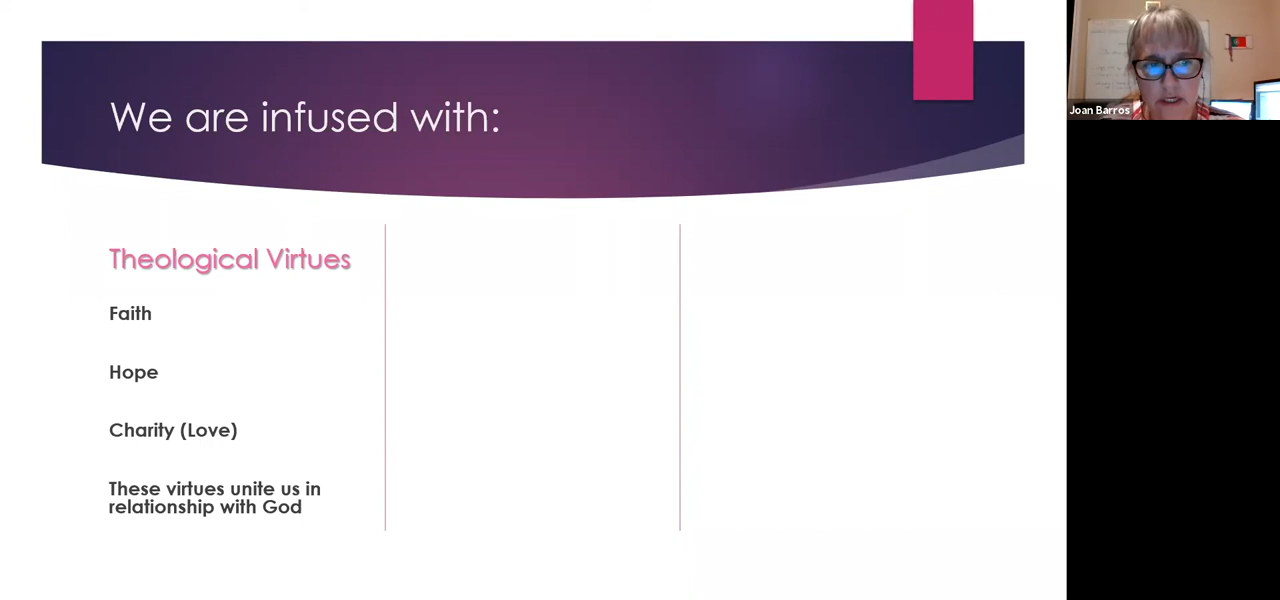 We are infused with:
Theological Virtues
Faith
Hope
Charity (Love)
These virtues unite us in
relationship with God
Joan Barros